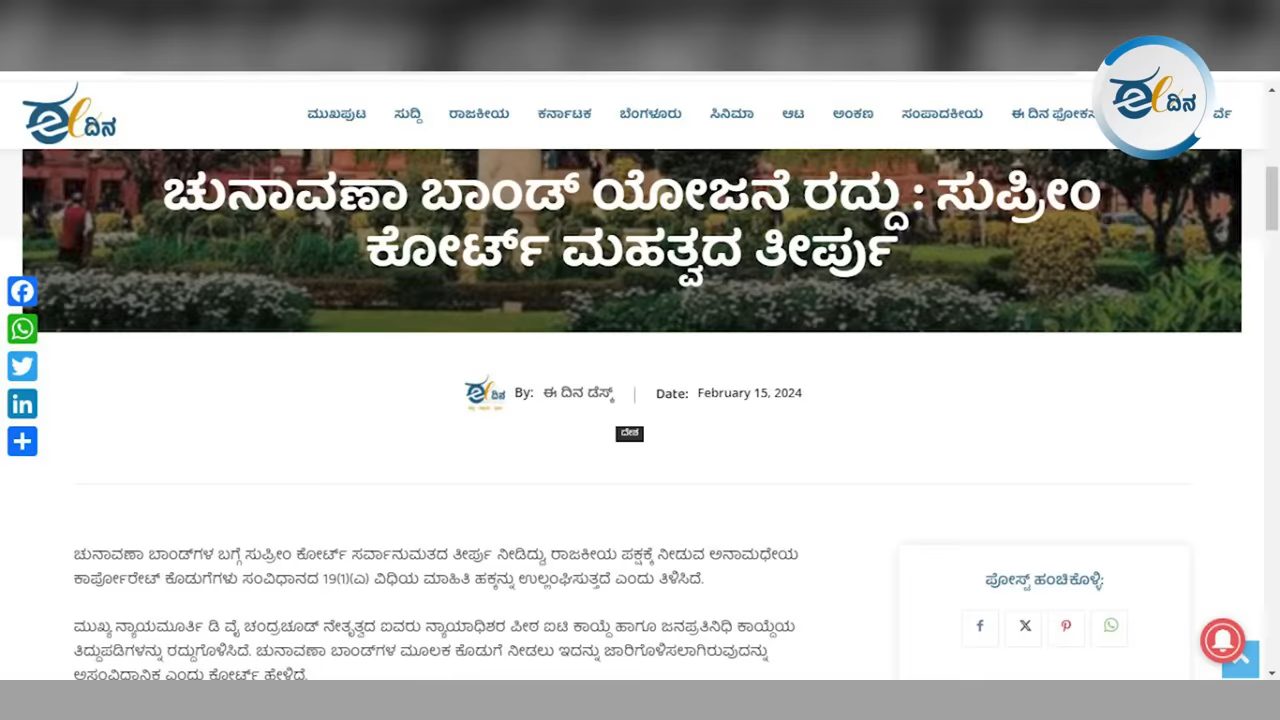 ಈ ದಿನ
ಮುಖಪುಟ ಸುದ್ದಿ ರಾಜಕೀಯ ಕರ್ನಾಟಕ ಬೆಂಗಳೂರು ಸಿನಿಮಾ ಆಟ ಅಂಕಣ ಸಂಪಾದಕೀಯ ಈ ದಿನ
ಈ ದಿನ
ಚುನಾವಣಾ ಬಾಂಡ್ ಯೋಜನೆ ರದ್ದು : ಸುಪ್ರೀಂ
ಕೋರ್ಟ್ ಮಹತ್ವದ ತೀರ್ಪು
By: ಈ ದಿನ ಡೆಸ್ಕ್ | Date: February 15, 2024
ದೇಶ
ಚುನಾವಣಾ ಬಾಂಡ್‌ಗಳ ಬಗ್ಗೆ ಸುಪ್ರೀಂ ಕೋರ್ಟ್ ಸರ್ವಾನುಮತದ ತೀರ್ಪು ನೀಡಿದ್ದು, ರಾಜಕೀಯ ಪಕ್ಷಕ್ಕೆ ನೀಡುವ ಅನಾಮಧೇಯ
ಕಾರ್ಪೋರೇಟ್ ಕೊಡುಗೆಗಳು ಸಂವಿಧಾನದ 19(1)(ಎ) ವಿಧಿಯ ಮಾಹಿತಿ ಹಕ್ಕನ್ನು ಉಲ್ಲಂಘಿಸುತ್ತದೆ ಎಂದು ತಿಳಿಸಿದೆ.
ಮುಖ್ಯ ನ್ಯಾಯಮೂರ್ತಿ ಡಿ ವೈ ಚಂದ್ರಚೂಡ್ ನೇತೃತ್ವದ ಐವರು ನ್ಯಾಯಾಧಿಶರ ಪೀಠ ಐಟಿ ಕಾಯ್ದೆ ಹಾಗೂ ಜನಪ್ರತಿನಿಧಿ ಕಾಯ್ದೆಯ
ತಿದ್ದುಪಡಿಗಳನ್ನು ರದ್ದುಗೊಳಿಸಿದೆ. ಚುನಾವಣಾ ಬಾಂಡ್‌ಗಳ ಮೂಲಕ ಕೊಡುಗೆ ನೀಡಲು ಇದನ್ನು ಜಾರಿಗೊಳಿಸಲಾಗಿರುವುದನ್ನು
ಅಸಂವಿಧಾನಿಕ ಎಂದು ಕೋರ್ಟ್ ಹೇಳಿದೆ.
ಪೋಸ್ಟ್ ಹಂಚಿಕೊಳ್ಳಿ: